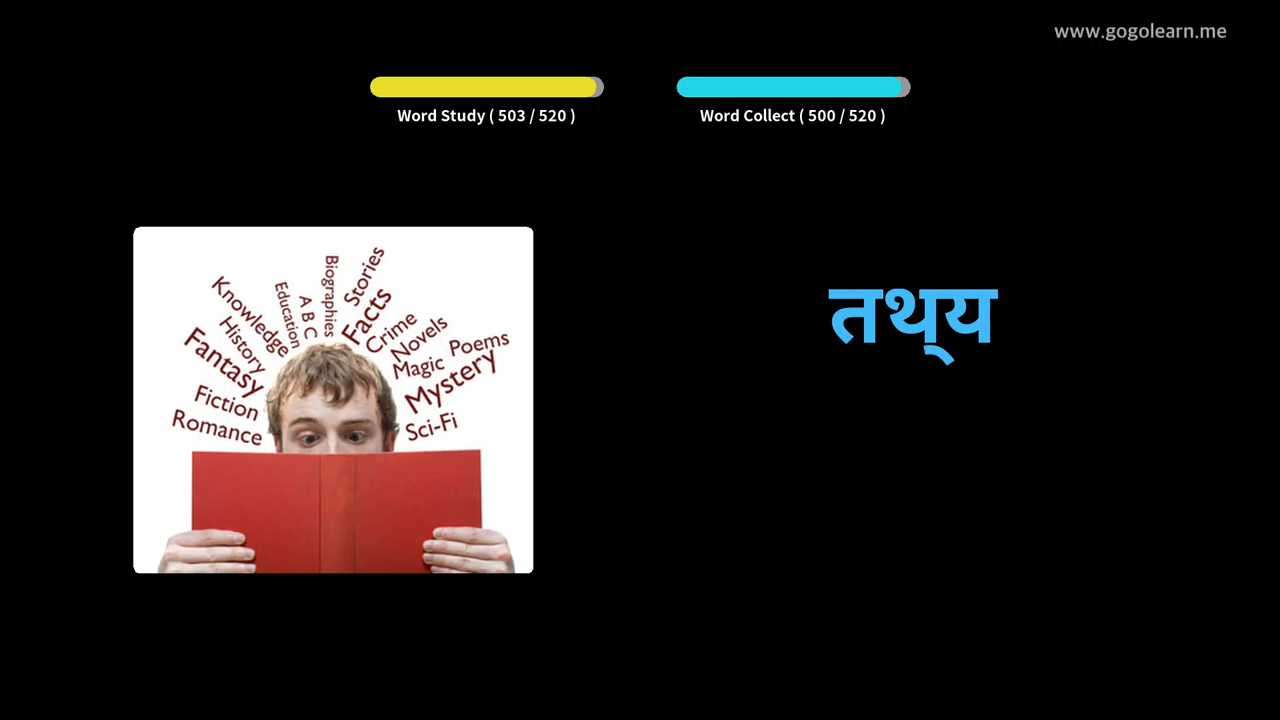 www.gogolearn.me
Word Study ( 503 / 520 )
Word Collect ( 500 / 520 )
तथ्‌य
Biographies
Stories
Education
A B C
Facts
Knowledge
History
Crime
Novels
Fantasy
Magic
Poems
Mystery
Fiction
Romance
Sci-Fi